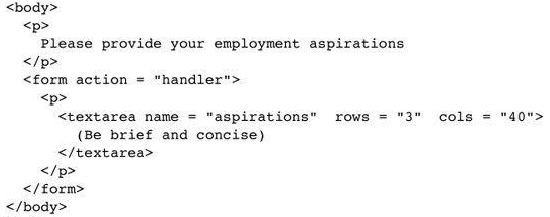 <body>
<p>
Please provide your employment aspirations
</p>
<form action = "handler">
<p>
<textarea name = "aspirations" rows = "3" cols = "40">
(Be brief and concise)
</textarea>
</p>
</form>
</body>